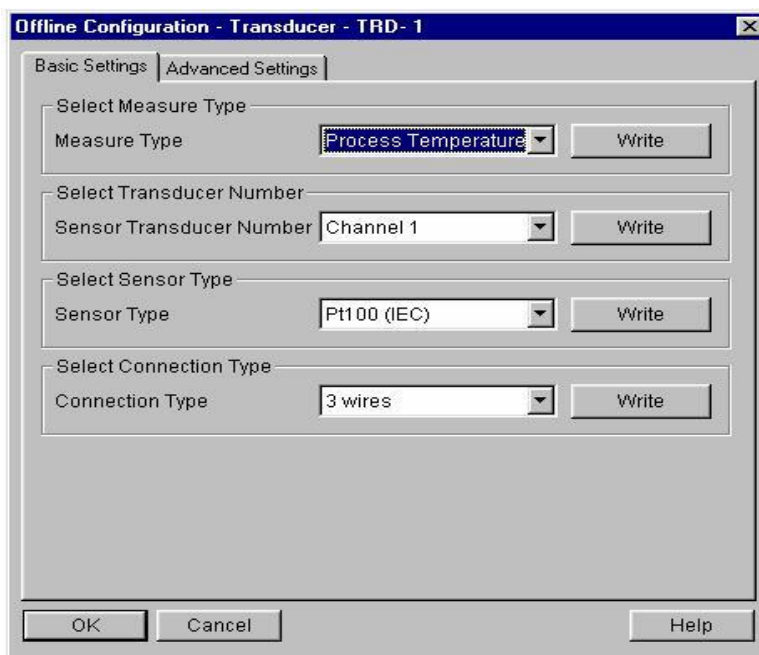 Offline Configuration - Transducer - TRD- 1
Basic Settings Advanced Settings
Select Measure Type
Measure Type Process Temperature Write
Select Transducer Number
Sensor Transducer Number Channel 1 Write
Select Sensor Type
Sensor Type Pt100 (IEC) Write
Select Connection Type
Connection Type 3 wires Write
OK Cancel Help